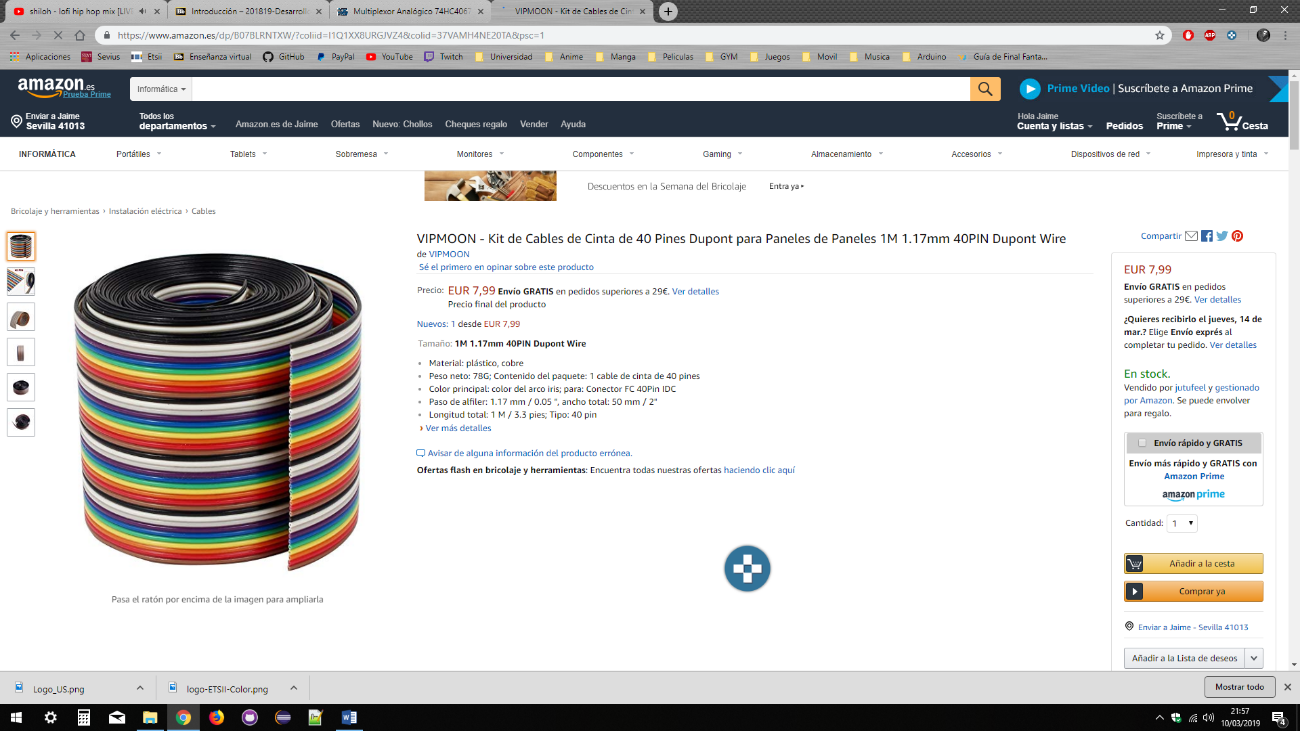 shiloh - lofi hip hop mix [LIVE
Introducción – 201819-Desarroll
Multiplexor Analógico 74HC4067
VIPMOON - Kit de Cables de Cin
https://www.amazon.es/dp/B078LRNTXW/?coliid=I1Q1XX8URGJVZ4&colid=37VAMH4NE20TA&psc=1
Aplicaciones Sevius Etsii Enseñanza virtual GitHub PayPal YouTube Twitch Universidad Anime Manga Peliculas GYM Juegos Movil Musica Arduino Guía de Final Fanta...
amazon.es
Prueba Prime
Informática
Prime Video | Suscríbete a Amazon Prime
Enviar a Jaime
Sevilla 41013
Todos los
departamentos
Amazon.es de Jaime Ofertas Nuevo: Chollos Cheques regalo Vender Ayuda
Hola Jaime
Cuenta y listas
Pedidos
Suscríbete a
Prime
0
Cesta
INFORMÁTICA Portátiles Tablets Sobremesa Monitores Componentes Gaming Almacenamiento Accesorios Dispositivos de red Impresora y tinta
Descuentos en la Semana del Bricolaje Entra ya
Bricolaje y herramientas › Instalación eléctrica › Cables
VIPMOON - Kit de Cables de Cinta de 40 Pines Dupont para Paneles de Paneles 1M 1.17mm 40PIN Dupont Wire
de VIPMOON
Sé el primero en opinar sobre este producto
Precio: EUR 7,99 Envío GRATIS en pedidos superiores a 29€. Ver detalles
Precio final del producto
Nuevos: 1 desde EUR 7,99
Tamaño: 1M 1.17mm 40PIN Dupont Wire
• Material: plástico, cobre
• Peso neto: 78G; Contenido del paquete: 1 cable de cinta de 40 pines
• Color principal: color del arco iris; para: Conector FC 40Pin IDC
• Paso de alfiler: 1.17 mm / 0.05 ", ancho total: 50 mm / 2"
• Longitud total: 1 M / 3.3 pies; Tipo: 40 pin
› Ver más detalles
Avisar de alguna información del producto errónea.
Ofertas flash en bricolaje y herramientas: Encuentra todas nuestras ofertas haciendo clic aquí
Pasa el ratón por encima de la imagen para ampliarla
Compartir
EUR 7,99
Envío GRATIS en pedidos
superiores a 29€. Ver detalles
¿Quieres recibirlo el jueves, 14 de
mar.? Elige Envío exprés al
completar tu pedido. Ver detalles
En stock.
Vendido por jutufeel y gestionado
por Amazon. Se puede envolver
para regalo.
Envío rápido y GRATIS
Envío más rápido y GRATIS con
Amazon Prime
amazon prime
Cantidad: 1
Añadir a la cesta
Comprar ya
Enviar a Jaime - Sevilla 41013
Añadir a la Lista de deseos
Logo_US.png
logo-ETSII-Color.png
Mostrar todo
21:57
10/03/2019
4